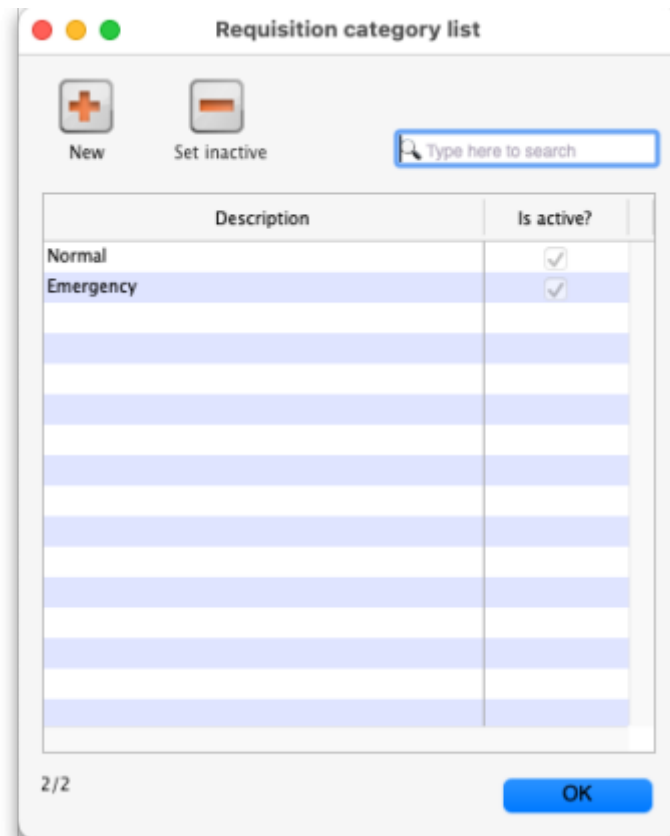 Requisition category list
New Set inactive
Type here to search
Description Is active?
Normal
Emergency
2/2
OK